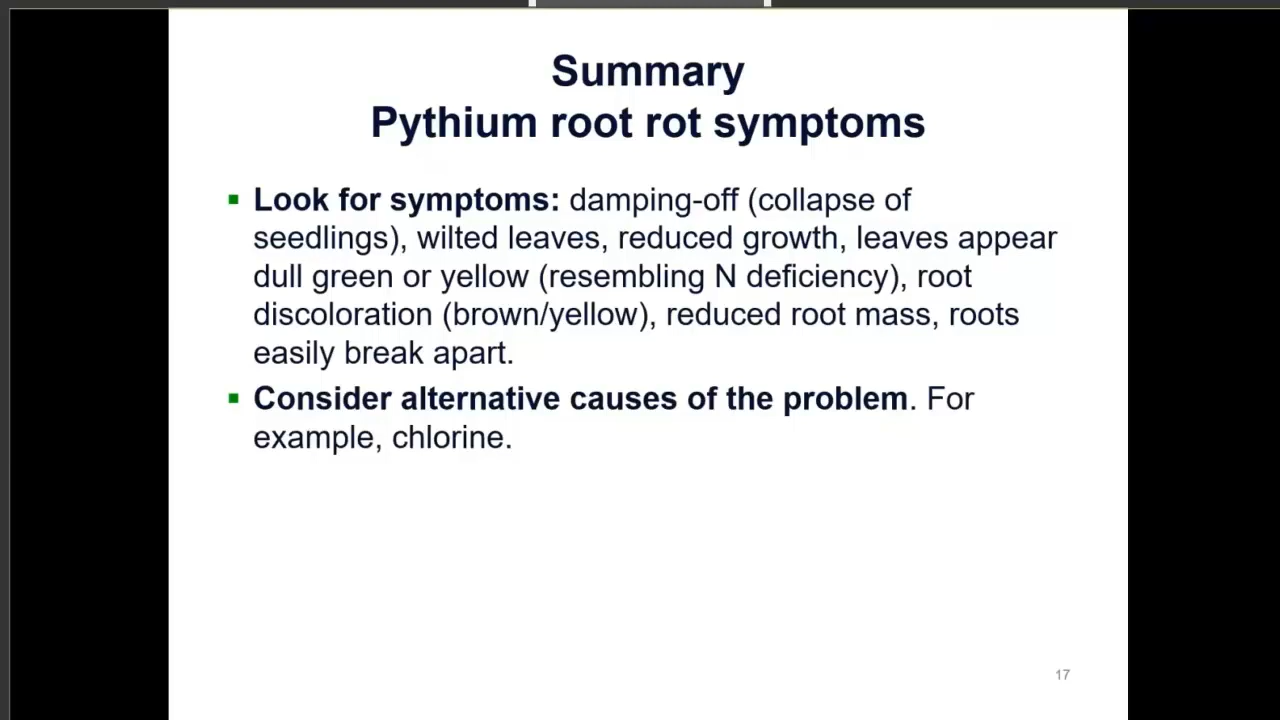 Summary
Pythium root rot symptoms
▪ Look for symptoms: damping-off (collapse of
seedlings), wilted leaves, reduced growth, leaves appear
dull green or yellow (resembling N deficiency), root
discoloration (brown/yellow), reduced root mass, roots
easily break apart.
▪ Consider alternative causes of the problem. For
example, chlorine.
17